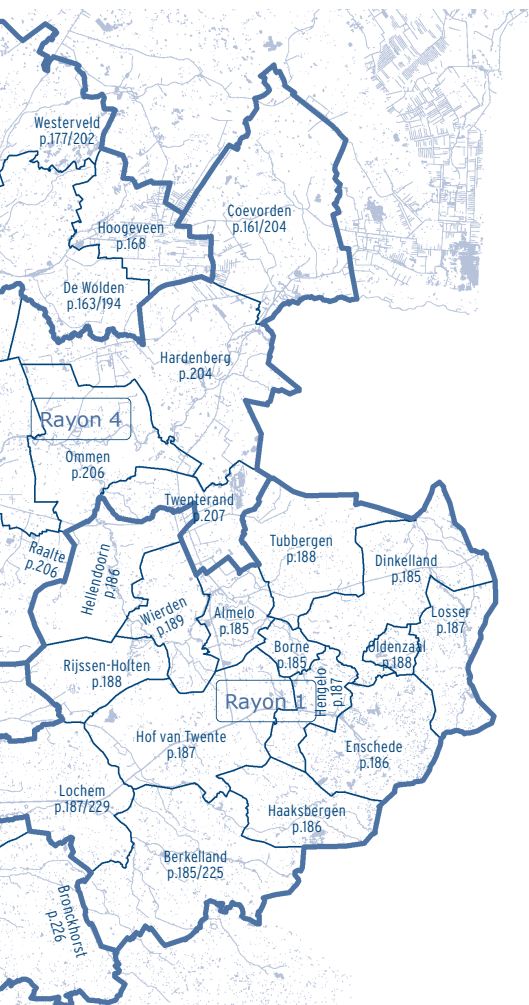 Westerveld
p.177/202
Coevorden
p.161/204
Hoogeveen
p.168
De Wolden
p.163/194
Hardenberg
p.204
Rayon 4
Ommen
p.206
Twenterand
p.207
Tubbergen
p.188
Dinkelland
p.185
Raalte
p.206
Hellendoorn
p.186
Wierden
p.189
Almelo
p.185
Losser
p.187
Borne
p.185
Oldenzaal
p.188
Rijssen-Holten
p.188
Hengelo
p.187
Rayon 1
Hof van Twente
p.187
Enschede
p.186
Lochem
p.187/229
Haaksbergen
p.186
Berkelland
p.185/225
Bronckhorst
p.226